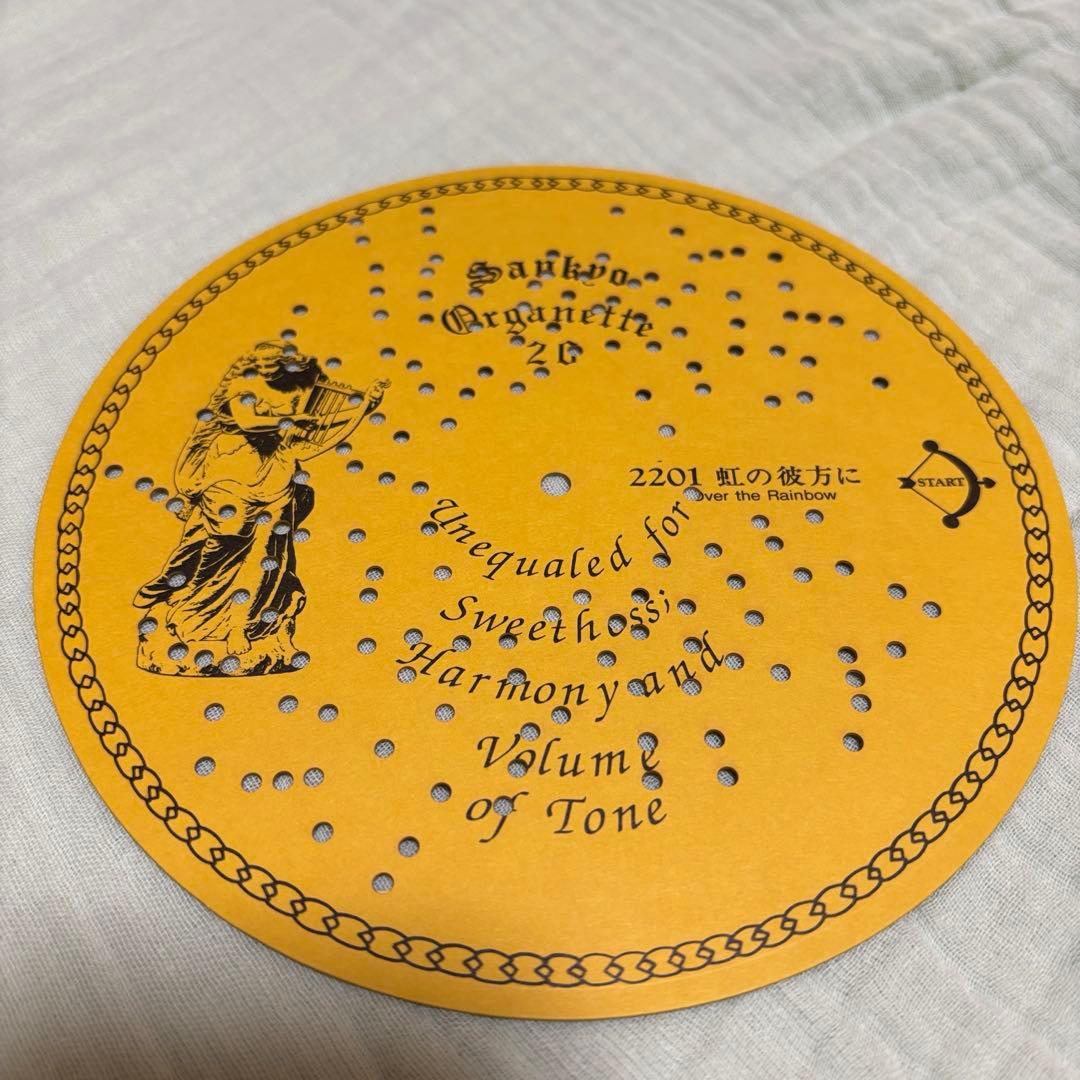 Sankyo
Organette
20
2201 虹の彼方に
Over the Rainbow
START
Unequaled for
Sweethossi
Harmony and
Volume
of Tone